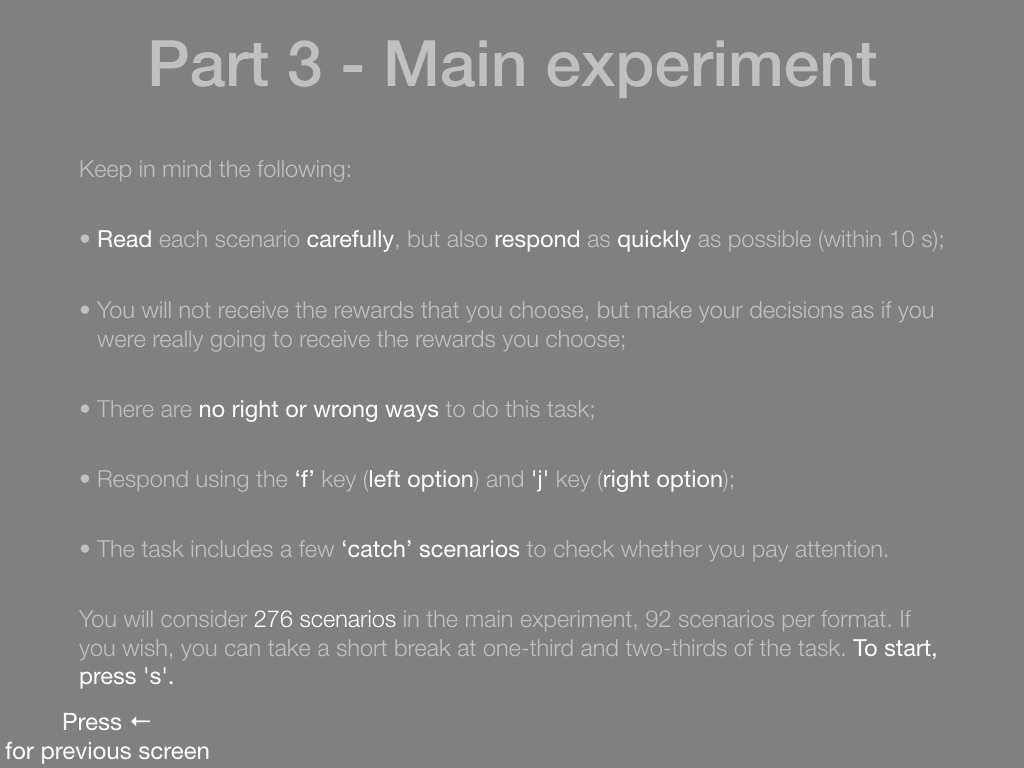 Part 3 - Main experiment
Keep in mind the following:
• Read each scenario carefully, but also respond as quickly as possible (within 10 s);
• You will not receive the rewards that you choose, but make your decisions as if you
were really going to receive the rewards you choose;
• There are no right or wrong ways to do this task;
• Respond using the ‘f’ key (left option) and 'j' key (right option);
• The task includes a few ‘catch’ scenarios to check whether you pay attention.
You will consider 276 scenarios in the main experiment, 92 scenarios per format. If
you wish, you can take a short break at one-third and two-thirds of the task. To start,
press 's'.
Press ←
for previous screen